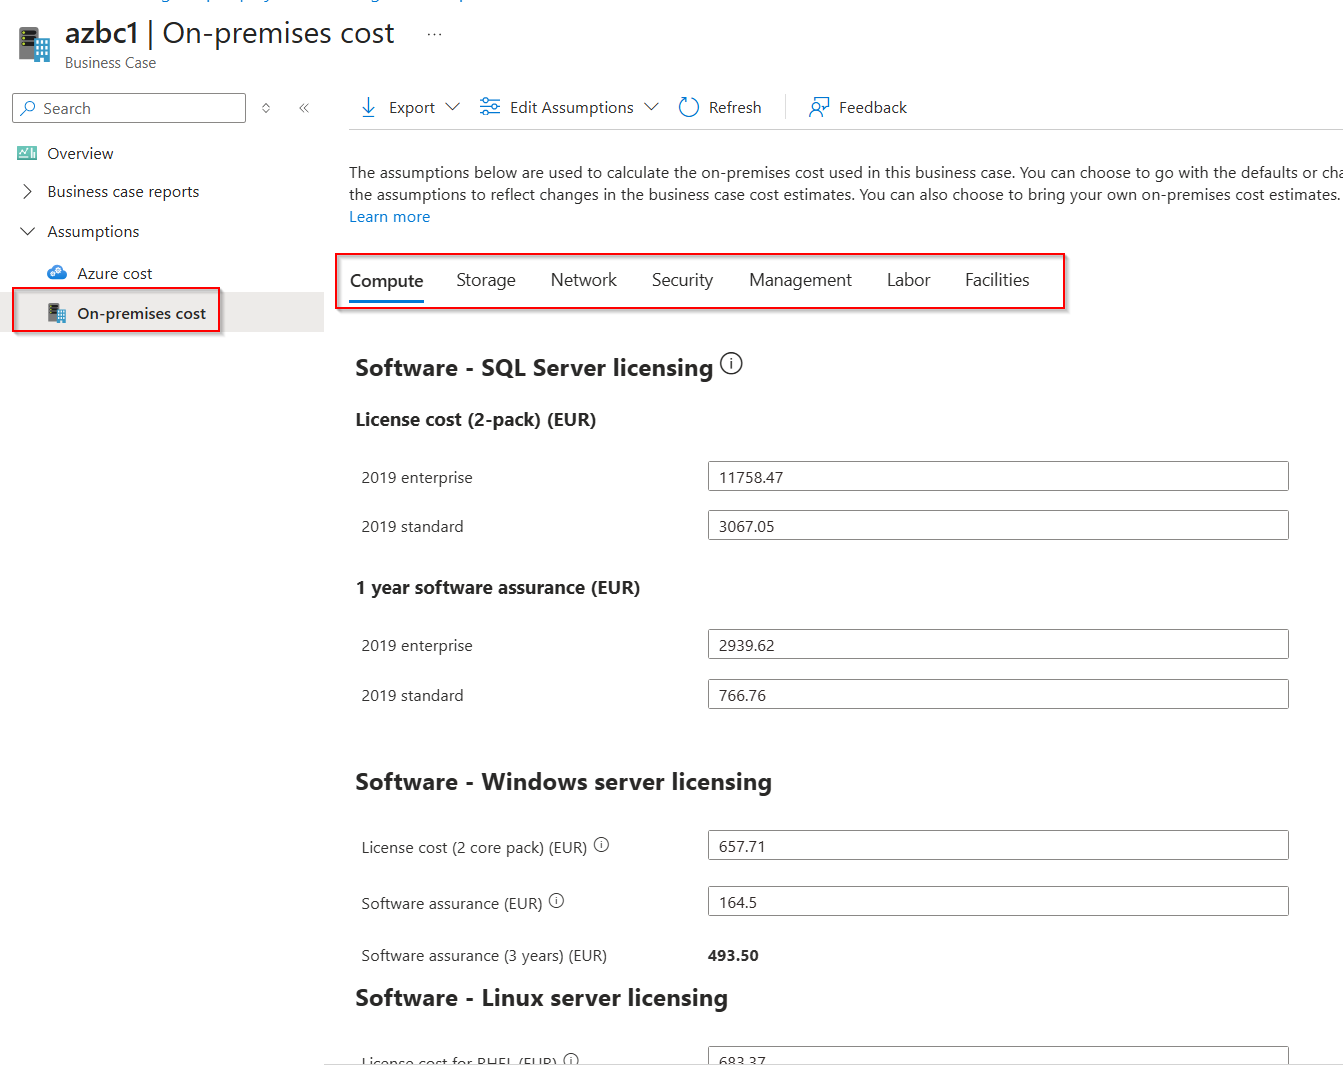 azbc1 | On-premises cost ...
Business Case
Search
Export
Edit Assumptions
Refresh
Feedback
Overview
Business case reports
Assumptions
Azure cost
On-premises cost
The assumptions below are used to calculate the on-premises cost used in this business case. You can choose to go with the defaults or
the assumptions to reflect changes in the business case cost estimates. You can also choose to bring your own on-premises cost estimates.
Learn more
Compute Storage Network Security Management Labor Facilities
Software - SQL Server licensing
License cost (2-pack) (EUR)
2019 enterprise 11758.47
2019 standard 3067.05
1 year software assurance (EUR)
2019 enterprise 2939.62
2019 standard 766.76
Software - Windows server licensing
License cost (2 core pack) (EUR) 657.71
Software assurance (EUR) 164.5
Software assurance (3 years) (EUR) 493.50
Software - Linux server licensing
License cost for RHEL (EUR) 683.37